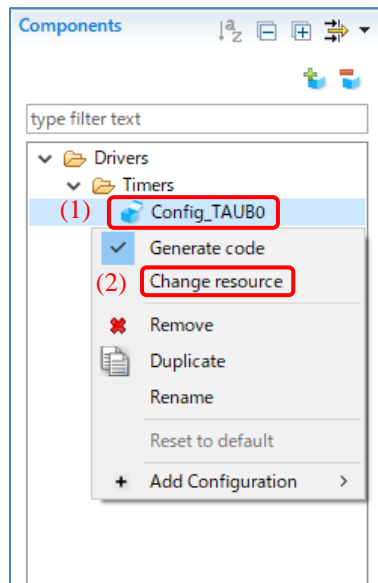 Components
type filter text
Drivers
Timers
(1) Config_TAUB0
Generate code
(2) Change resource
Remove
Duplicate
Rename
Reset to default
Add Configuration